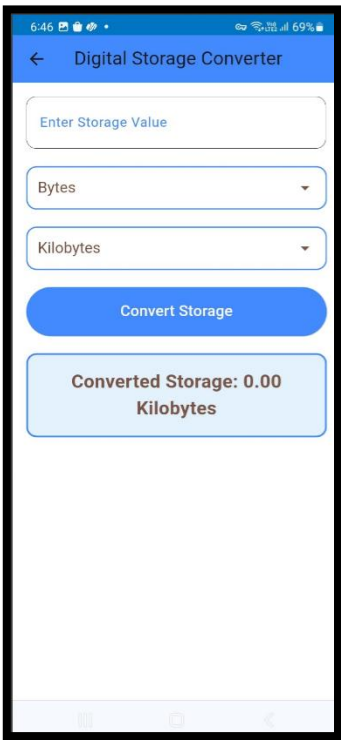 6:46 69%
Digital Storage Converter
Enter Storage Value
Bytes
Kilobytes
Convert Storage
Converted Storage: 0.00
Kilobytes